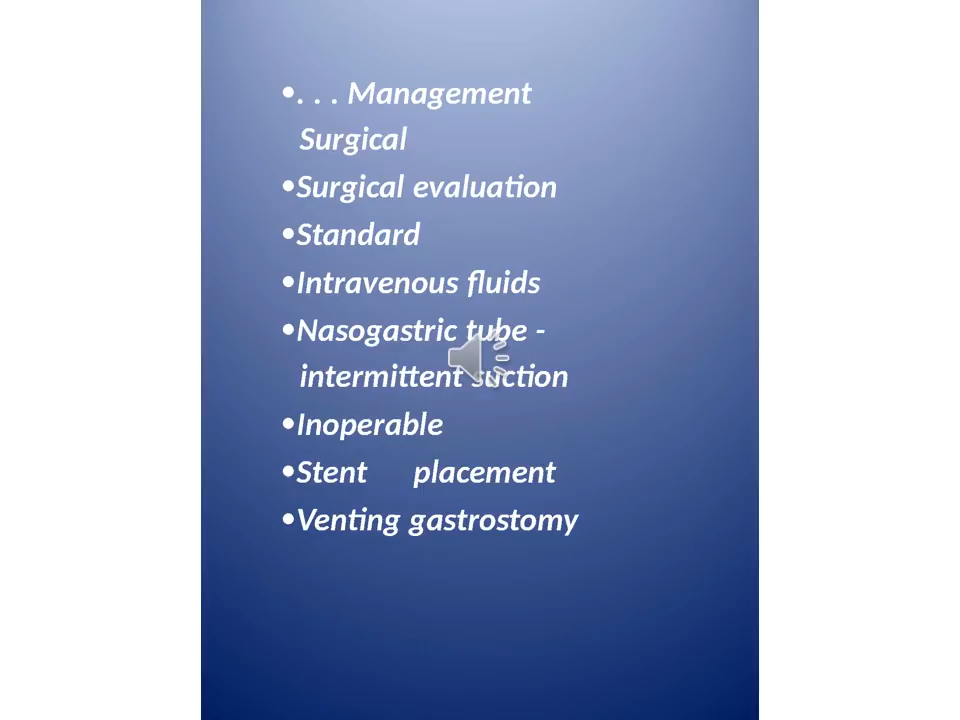 •. . . Management
Surgical
•Surgical evaluation
•Standard
•Intravenous fluids
•Nasogastric tube -
intermittent suction
•Inoperable
•Stent placement
•Venting gastrostomy